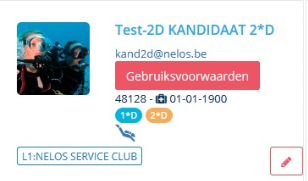 Test-2D KANDIDAAT 2*D
kand2d@nelos.be
Gebruiksvoorwaarden
48128 - 01-01-1900
1*D 2*D
L1:NELOS SERVICE CLUB